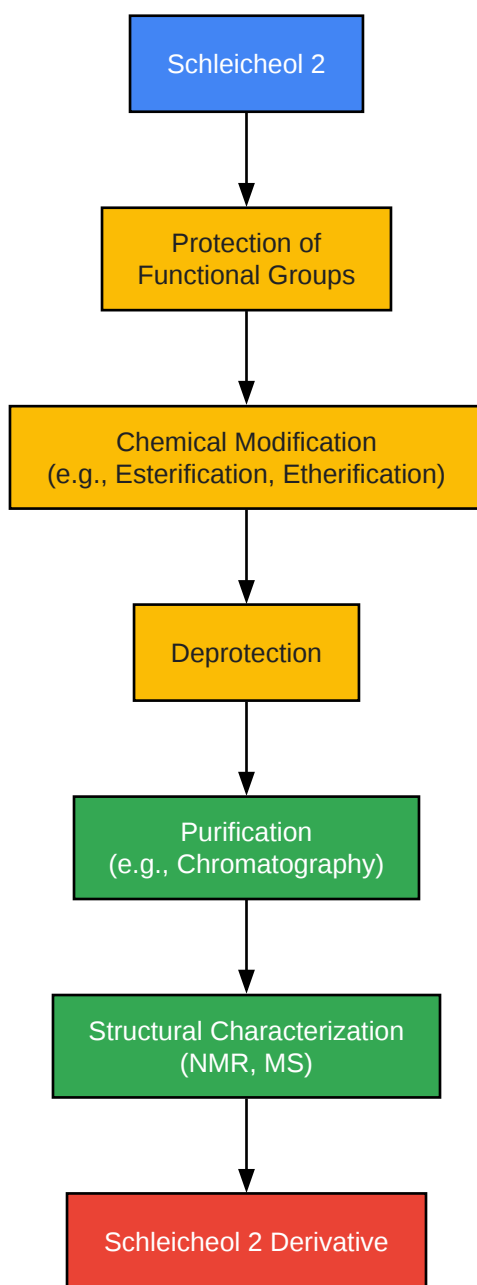 Schleicheol 2
Protection of
Functional Groups
Chemical Modification
(e.g., Esterification, Etherification)
Deprotection
Purification
(e.g., Chromatography)
Structural Characterization
(NMR, MS)
Schleicheol 2 Derivative